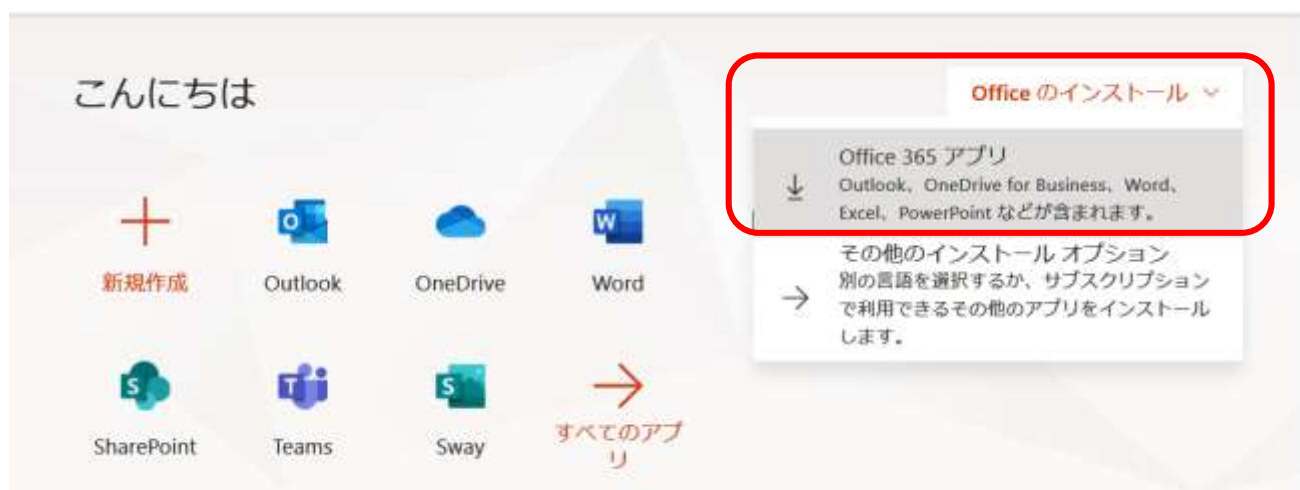 こんにちは
Office のインストール
Office 365 アプリ
Outlook、OneDrive for Business、Word、
Excel、PowerPoint などが含まれます。
その他のインストール オプション
別の言語を選択するか、サブスクリプション
で利用できるその他のアプリをインストール
します。
新規作成
Outlook
OneDrive
Word
SharePoint
Teams
Sway
すべてのアプ
リ